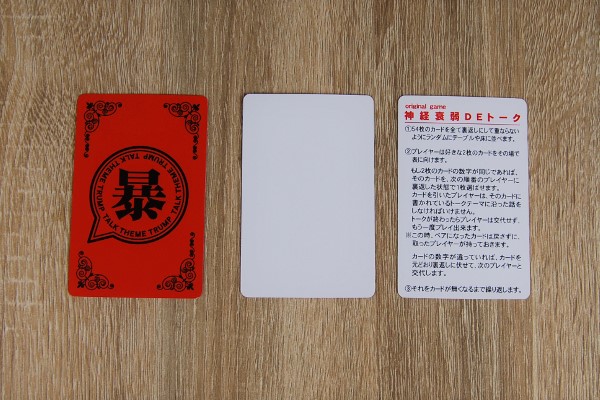 暴
TALK THEME TRUMP TALK THEME TRUMP TALK THEME TRUMP
original game
神経衰弱DEトーク
①54枚のカードを全て裏返しにして重ならない
ようにランダムにテーブルや床に並べます。
②プレイヤーは好きな2枚のカードをその場で
表に向けます。
もし2枚のカードの数字が同じであれば、
そのカードを、次の順番のプレイヤーに
裏返した状態で1枚選ばせます。
カードを引いたプレイヤーは、そのカードに
書かれているトークテーマに沿った話を
しなければいけません。
トークが終わったらプレイヤーは交代せず、
もう一度プレイ出来ます。
※この時、ペアになったカードは戻さずに、
取ったプレイヤーが持っておきます。
カードの数字が違っていれば、カードを
元どおり裏返しに伏せて、次のプレイヤーと
交代します。
③それをカードが無くなるまで繰り返します。